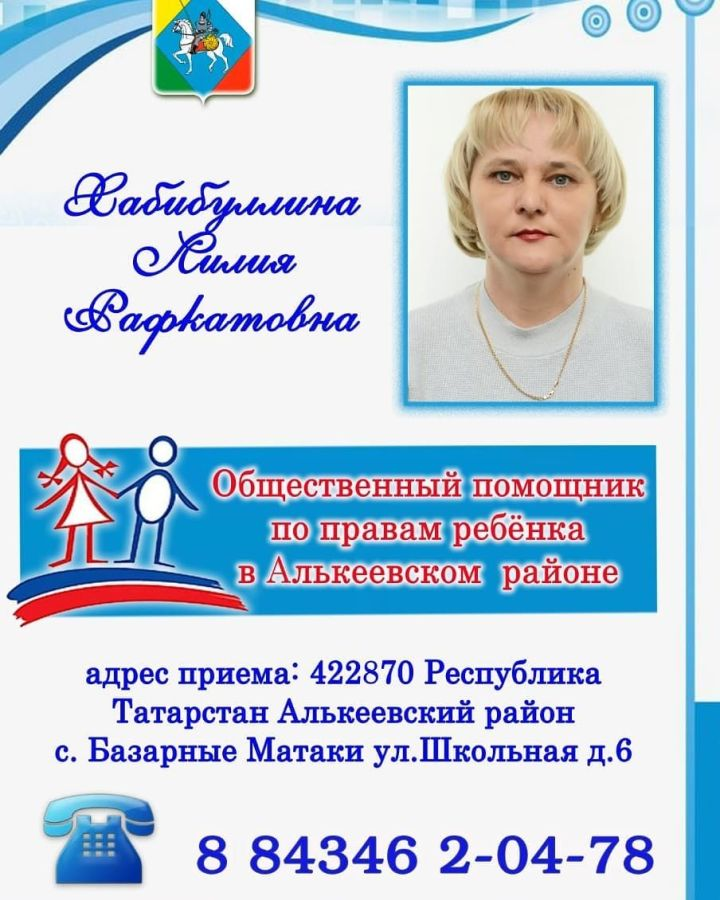 Хабибуллина
Лилия
Рафкатовна
Общественный помощник
по правам ребёнка
в Алькеевском районе
адрес приема: 422870 Республика
Татарстан Алькеевский район
с. Базарные Матаки ул.Школьная д.6
8 84346 2-04-78